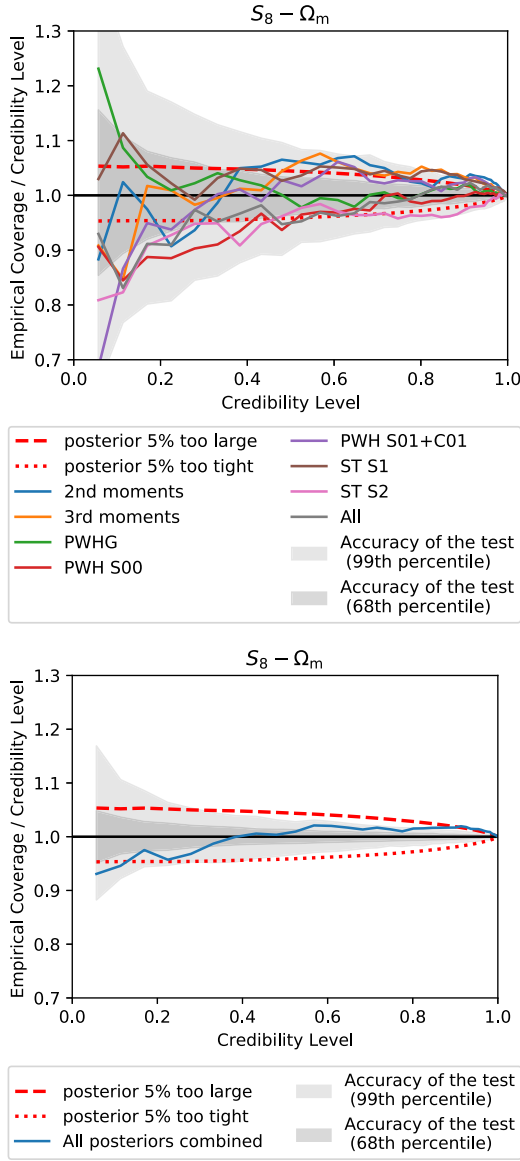 S₈ − Ωₘ
Empirical Coverage / Credibility Level
1.3
1.2
1.1
1.0
0.9
0.8
0.7
0.0 0.2 0.4 0.6 0.8 1.0
Credibility Level
posterior 5% too large
posterior 5% too tight
2nd moments
3rd moments
PWHG
PWH S00
PWH S01+C01
ST S1
ST S2
All
Accuracy of the test
(99th percentile)
Accuracy of the test
(68th percentile)
S₈ − Ωₘ
Empirical Coverage / Credibility Level
1.3
1.2
1.1
1.0
0.9
0.8
0.7
0.0 0.2 0.4 0.6 0.8 1.0
Credibility Level
posterior 5% too large
posterior 5% too tight
All posteriors combined
Accuracy of the test
(99th percentile)
Accuracy of the test
(68th percentile)